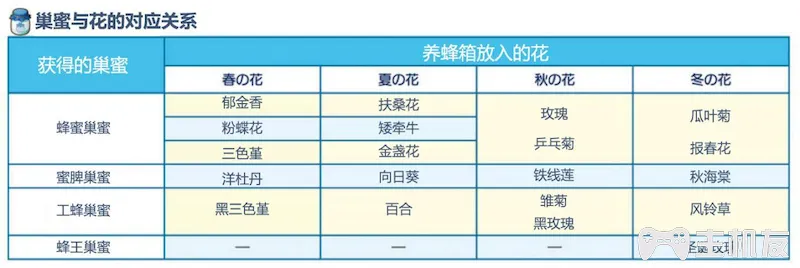 巢蜜与花的对应关系
获得的巢蜜
养蜂箱放入的花
春の花 夏の花 秋の花 冬の花
蜂蜜巢蜜
郁金香 扶桑花
粉蝶花 矮牵牛
三色堇 金盏花
玫瑰 瓜叶菊
乒乓菊 报春花
蜜脾巢蜜 洋杜丹 向日葵 铁线莲 秋海棠
工蜂巢蜜 黑三色堇 百合
雏菊
黑玫瑰
风铃草
蜂王巢蜜 — — —
主机友